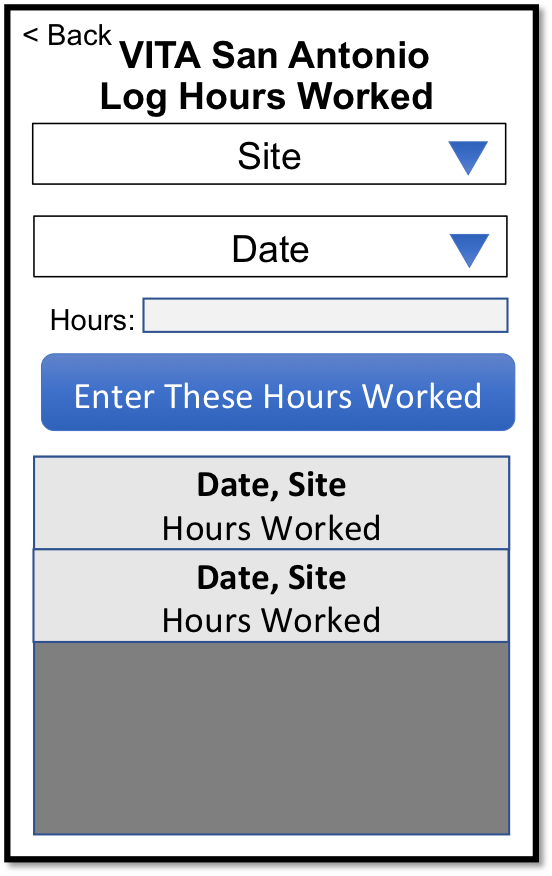 < Back
VITA San Antonio
Log Hours Worked
Site
Date
Hours:
Enter These Hours Worked
Date, Site
Hours Worked
Date, Site
Hours Worked